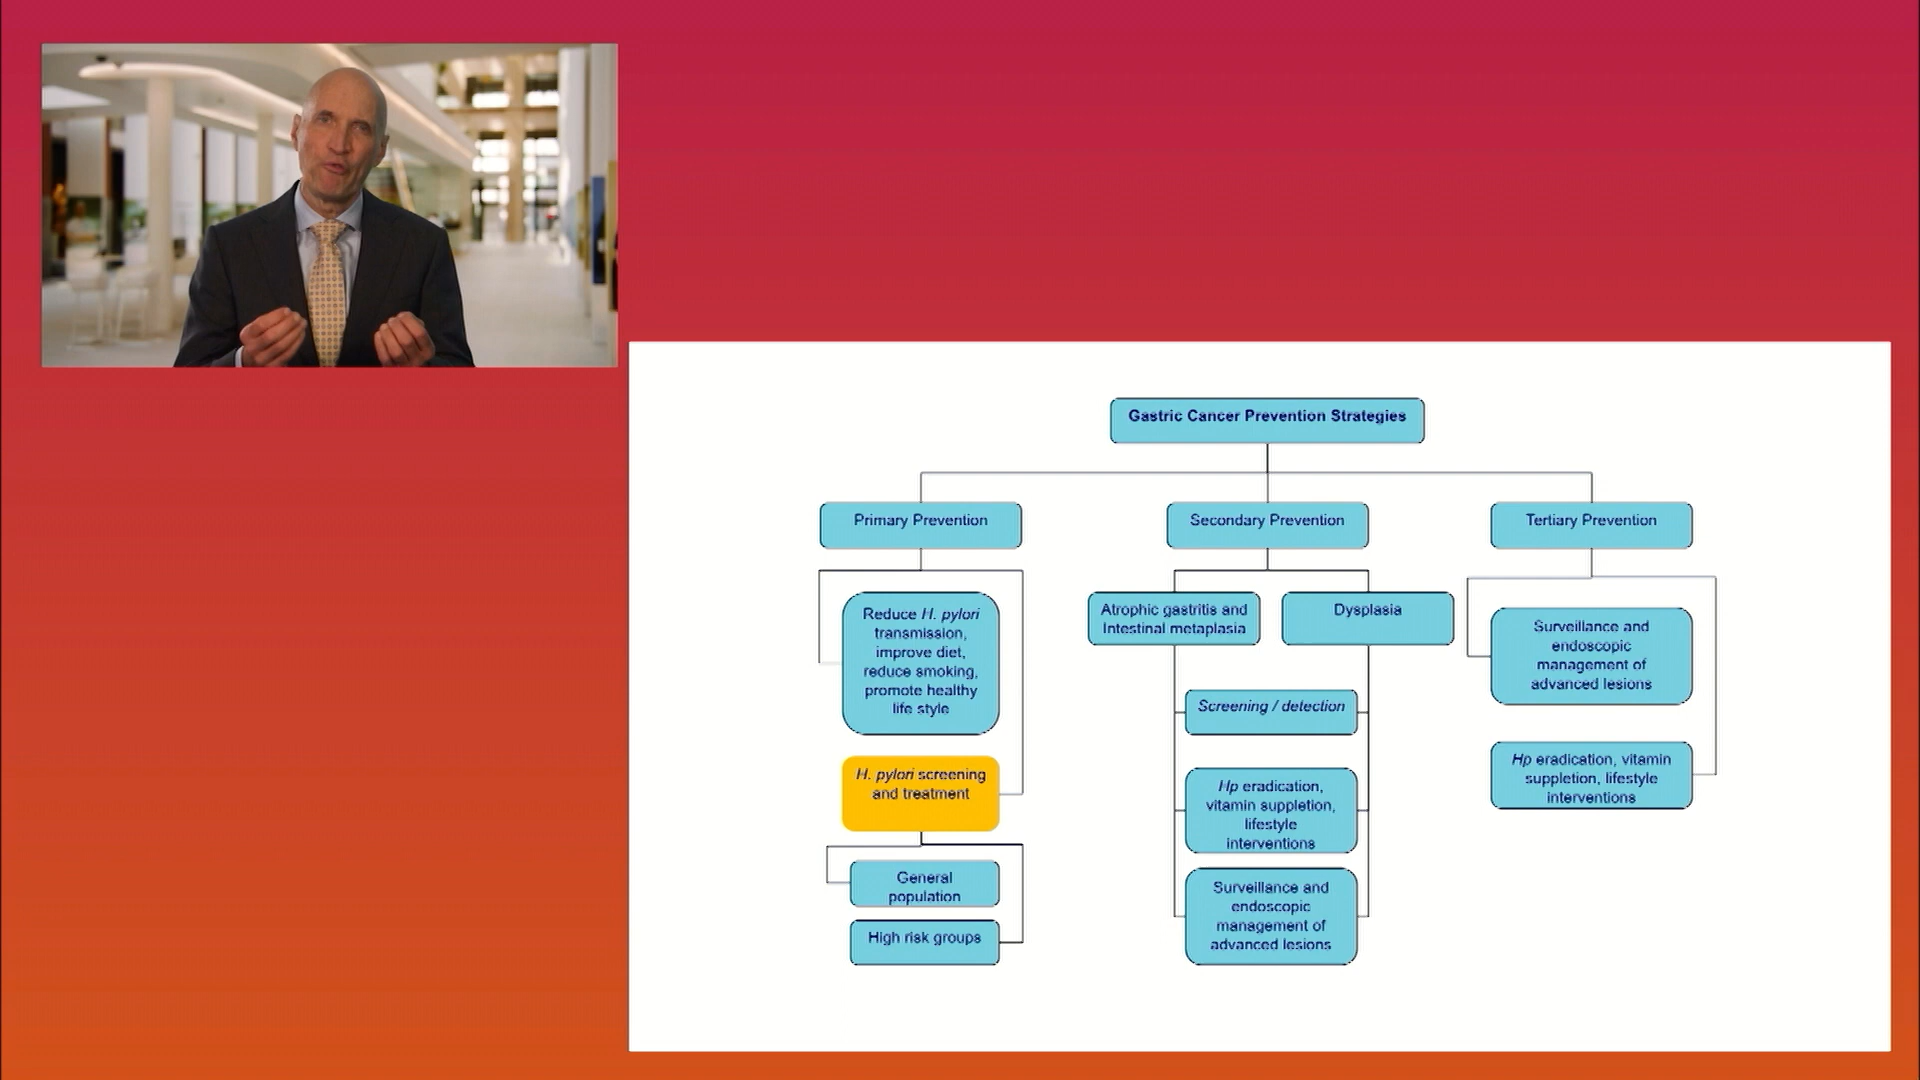 Gastric Cancer Prevention Strategies
Primary Prevention
Reduce H. pylori
transmission,
improve diet,
reduce smoking,
promote healthy
life style
H. pylori screening
and treatment
General
population
High risk groups
Secondary Prevention
Atrophic gastritis and
Intestinal metaplasia
Dysplasia
Screening / detection
Hp eradication,
vitamin suppletion,
lifestyle
interventions
Surveillance and
endoscopic
management of
advanced lesions
Tertiary Prevention
Surveillance and
endoscopic
management of
advanced lesions
Hp eradication, vitamin
suppletion, lifestyle
interventions